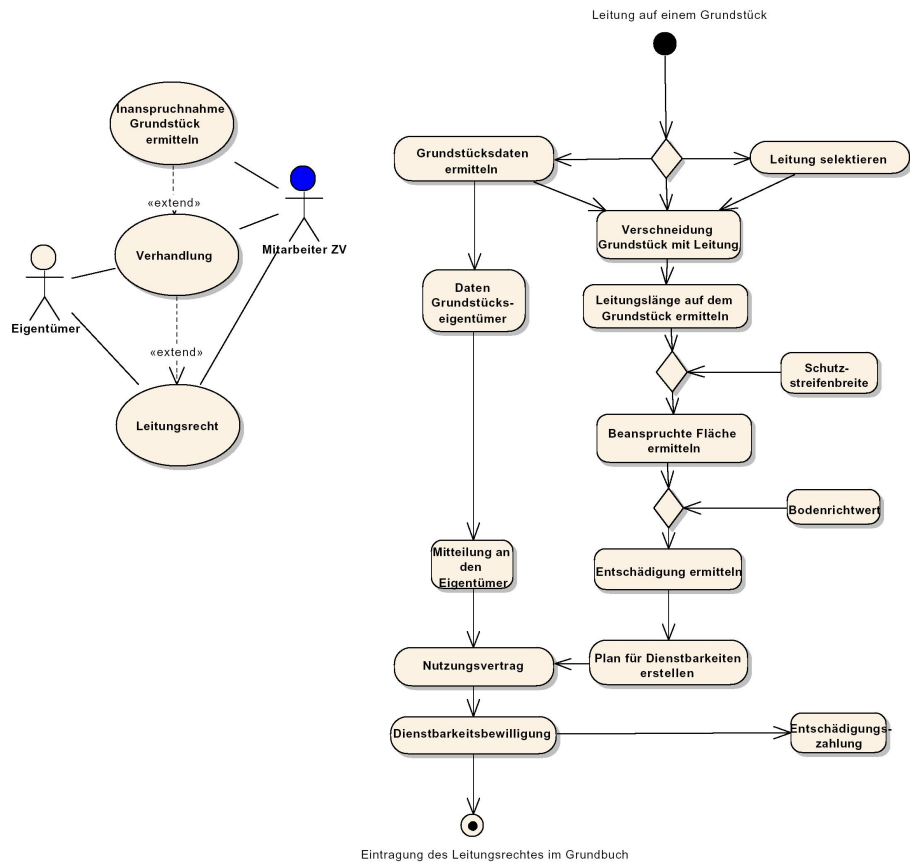 Leitung auf einem Grundstück
Inanspruchnahme
Grundstück
ermitteln
«extend»
Verhandlung
Mitarbeiter ZV
Eigentümer
«extend»
Leitungsrecht
Grundstücksdaten
ermitteln
Leitung selektieren
Verschneidung
Grundstück mit Leitung
Daten
Grundstücks-
eigentümer
Leitungslänge auf dem
Grundstück ermitteln
Schutz-
streifenbreite
Beanspruchte Fläche
ermitteln
Bodenrichtwert
Mitteilung an
den
Eigentümer
Entschädigung ermitteln
Nutzungsvertrag
Plan für Dienstbarkeiten
erstellen
Dienstbarkeitsbewilligung
Entschädigungs-
zahlung
Eintragung des Leitungsrechtes im Grundbuch